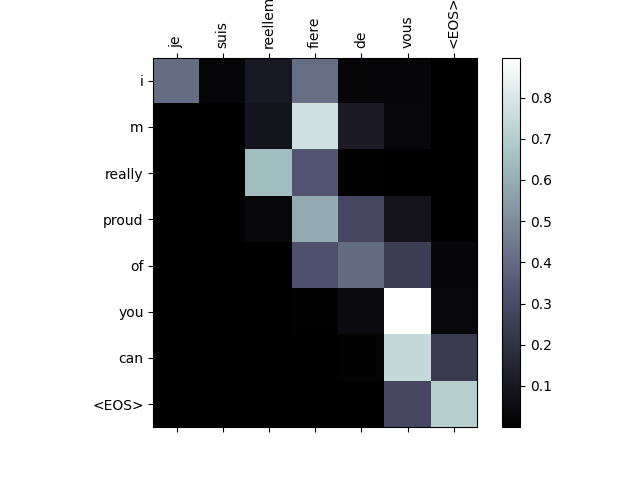 je suis reellem fiere de vous <EOS>
i
m
really
proud
of
you
can
<EOS>
0.8
0.7
0.6
0.5
0.4
0.3
0.2
0.1